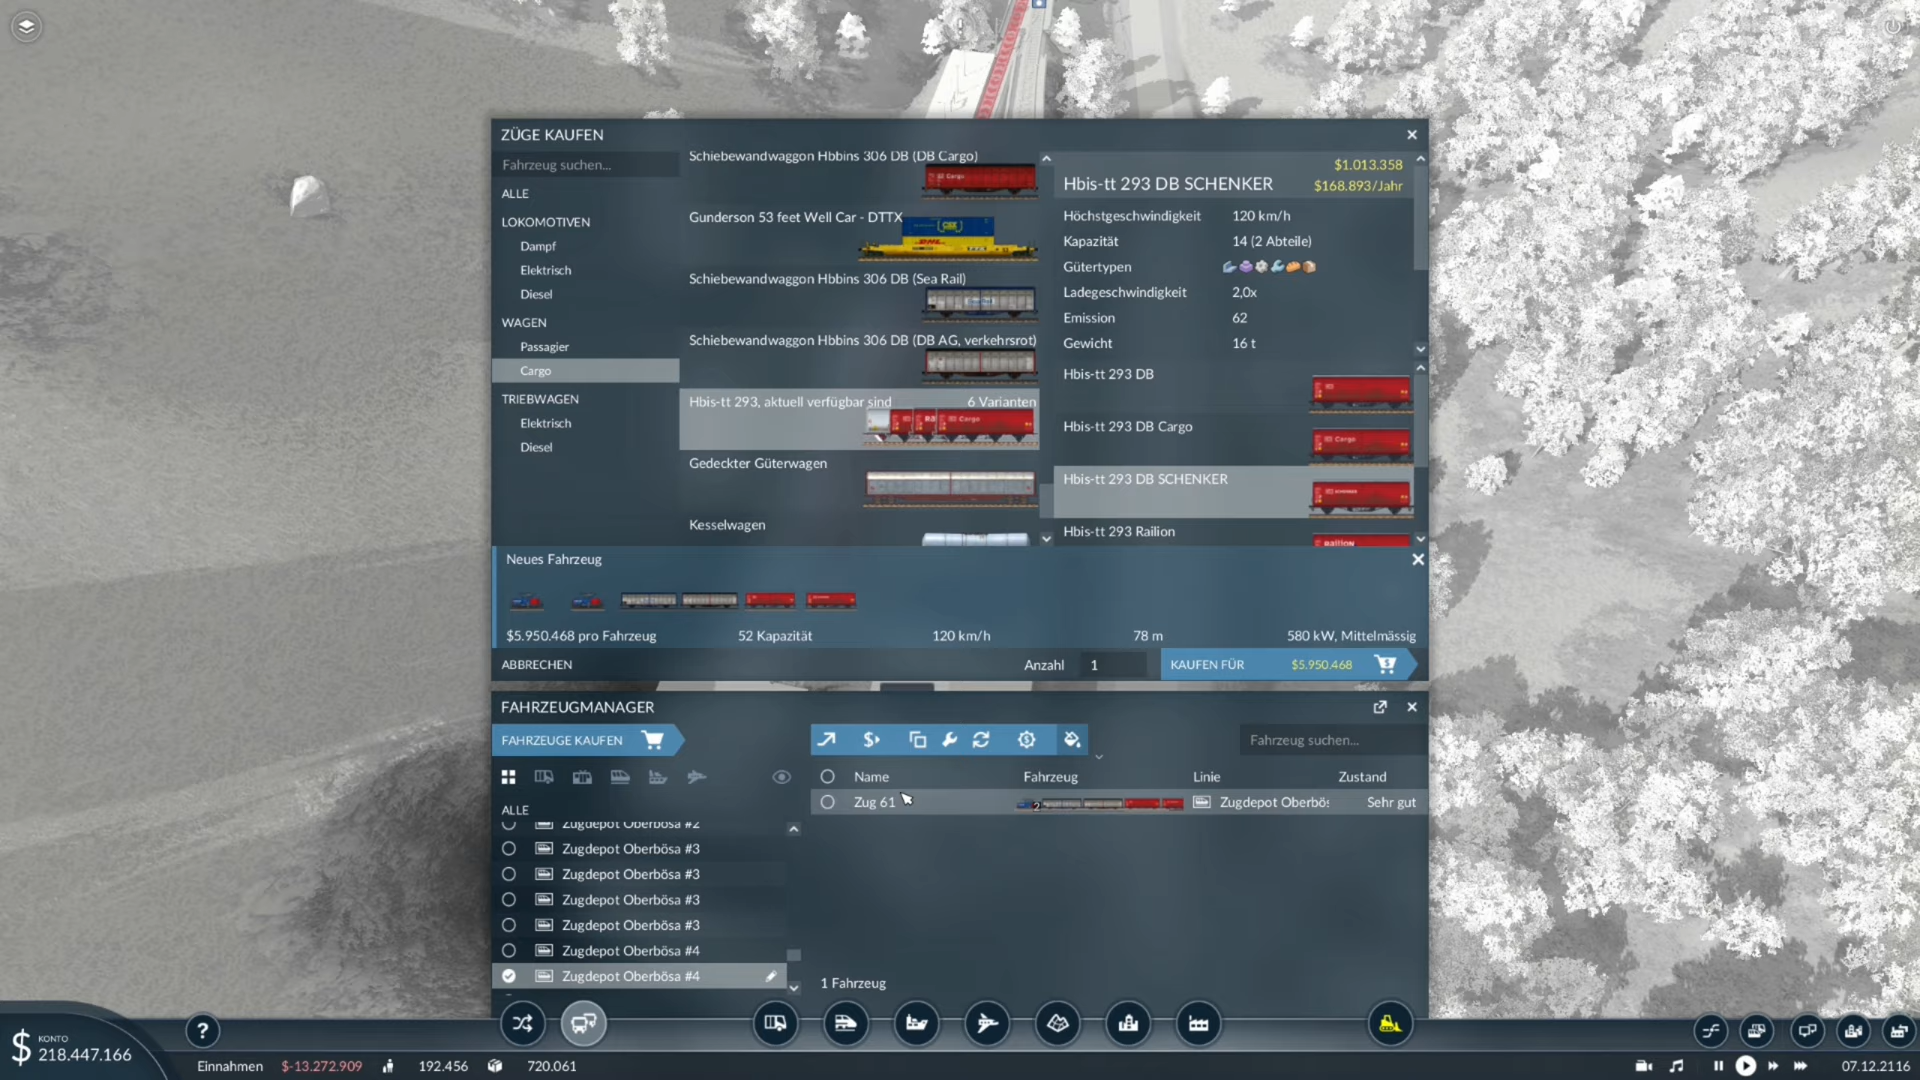 ZÜGE KAUFEN
Fahrzeug suchen...
ALLE
LOKOMOTIVEN
Dampf
Elektrisch
Diesel
WAGEN
Passagier
Cargo
TRIEBWAGEN
Elektrisch
Diesel
Schiebewandwaggon Hbbins 306 DB (DB Cargo)
Gunderson 53 feet Well Car - DTTX
Schiebewandwaggon Hbbins 306 DB (Sea Rail)
Schiebewandwaggon Hbbins 306 DB (DB AG, verkehrsrot)
Hbis-tt 293, aktuell verfügbar sind 6 Varianten
Gedeckter Güterwagen
Kesselwagen
$1.013.358
Hbis-tt 293 DB SCHENKER $168.893/Jahr
Höchstgeschwindigkeit 120 km/h
Kapazität 14 (2 Abteile)
Gütertypen
Ladegeschwindigkeit 2,0x
Emission 62
Gewicht 16 t
Hbis-tt 293 DB
Hbis-tt 293 DB Cargo
Hbis-tt 293 DB SCHENKER
Hbis-tt 293 Railion
Neues Fahrzeug
$5.950.468 pro Fahrzeug 52 Kapazität 120 km/h 78 m 580 kW, Mittelmässig
ABBRECHEN Anzahl 1 KAUFEN FÜR $5.950.468
FAHRZEUGMANAGER
FAHRZEUGE KAUFEN
Fahrzeug suchen...
ALLE
Zugdepot Oberbösa #2
Zugdepot Oberbösa #3
Zugdepot Oberbösa #3
Zugdepot Oberbösa #3
Zugdepot Oberbösa #3
Zugdepot Oberbösa #4
Zugdepot Oberbösa #4
Name Fahrzeug Linie Zustand
Zug 61 2 Zugdepot Oberbös Sehr gut
1 Fahrzeug
$ KONTO
218.447.166
?
Einnahmen $-13.272.909 192.456 720.061
07.12.2116